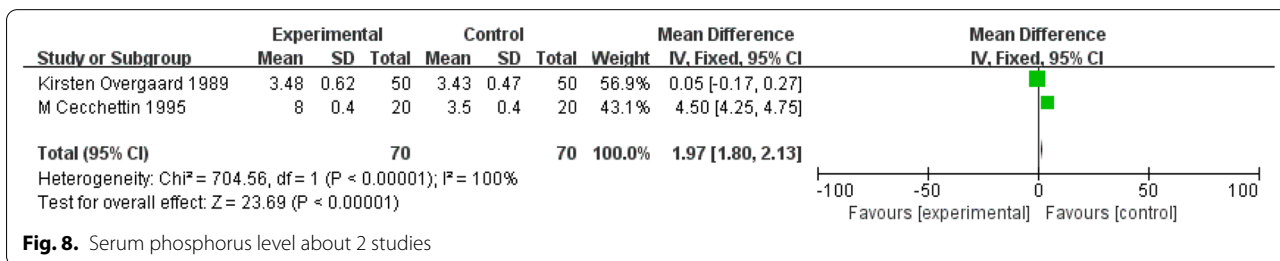 Experimental Control Mean Difference Mean Difference
Study or Subgroup Mean SD Total Mean SD Total Weight IV, Fixed, 95% CI IV, Fixed, 95% CI
Kirsten Overgaard 1989 3.48 0.62 50 3.43 0.47 50 56.9% 0.05 [-0.17, 0.27]
M Cecchettin 1995 8 0.4 20 3.5 0.4 20 43.1% 4.50 [4.25, 4.75]
Total (95% CI) 70 70 100.0% 1.97 [1.80, 2.13]
Heterogeneity: Chi² = 704.56, df = 1 (P < 0.00001); I² = 100%
Test for overall effect: Z = 23.69 (P < 0.00001)
-100 -50 0 50 100
Favours [experimental] Favours [control]
Fig. 8. Serum phosphorus level about 2 studies